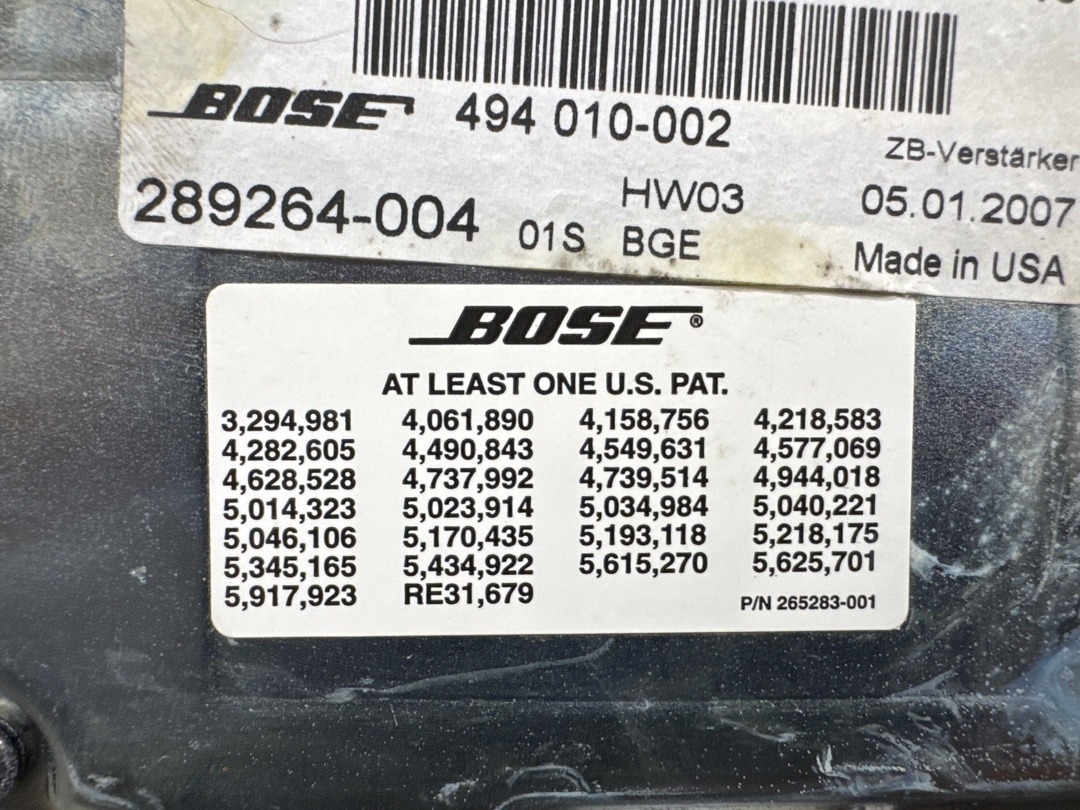 BOSE 494 010-002
ZB-Verstärker
289264-004 01S HW03 BGE 05.01.2007
Made in USA
BOSE®
AT LEAST ONE U.S. PAT.
3,294,981 4,061,890 4,158,756 4,218,583
4,282,605 4,490,843 4,549,631 4,577,069
4,628,528 4,737,992 4,739,514 4,944,018
5,014,323 5,023,914 5,034,984 5,040,221
5,046,106 5,170,435 5,193,118 5,218,175
5,345,165 5,434,922 5,615,270 5,625,701
5,917,923 RE31,679 P/N 265283-001